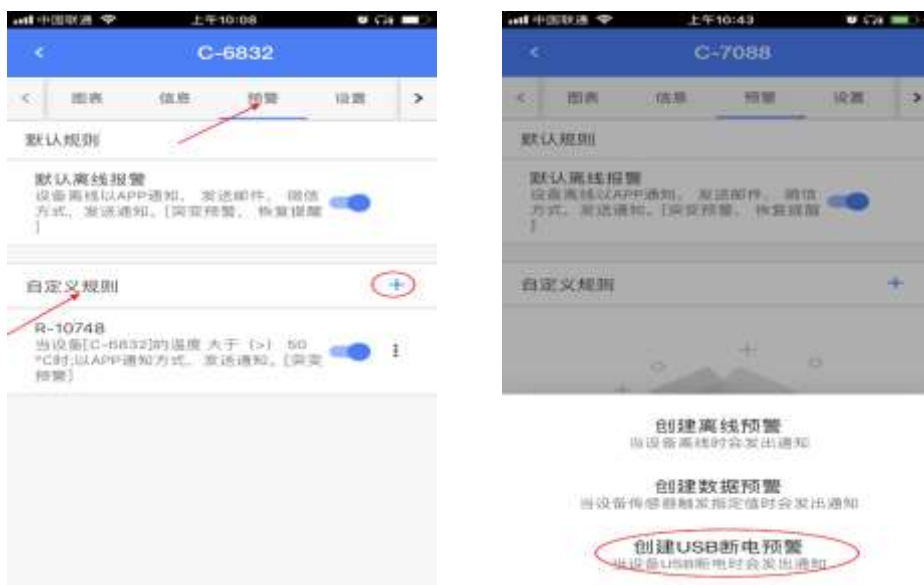 中国联通
上午10:08
C-6832
图表
信息
预警
设置
默认规则
默认离线报警
设备离线以APP通知、 发送邮件、 微信
方式，发送通知。[突变预警， 恢复提醒
]
自定义规则
R-10748
当设备[C-6832]的温度 大于 (>) 50
°C时,以APP通知方式，发送通知。[突变
预警]
中国联通
上午10:43
C-7088
图表
信息
预警
设置
默认规则
默认离线报警
设备离线以APP通知、 发送邮件、 微信
方式，发送通知。[突变预警， 恢复提醒
]
自定义规则
创建离线预警
当设备离线时会发出通知
创建数据预警
当设备传感器触发指定值时会发出通知
创建USB断电预警
当设备USB断电时会发出通知